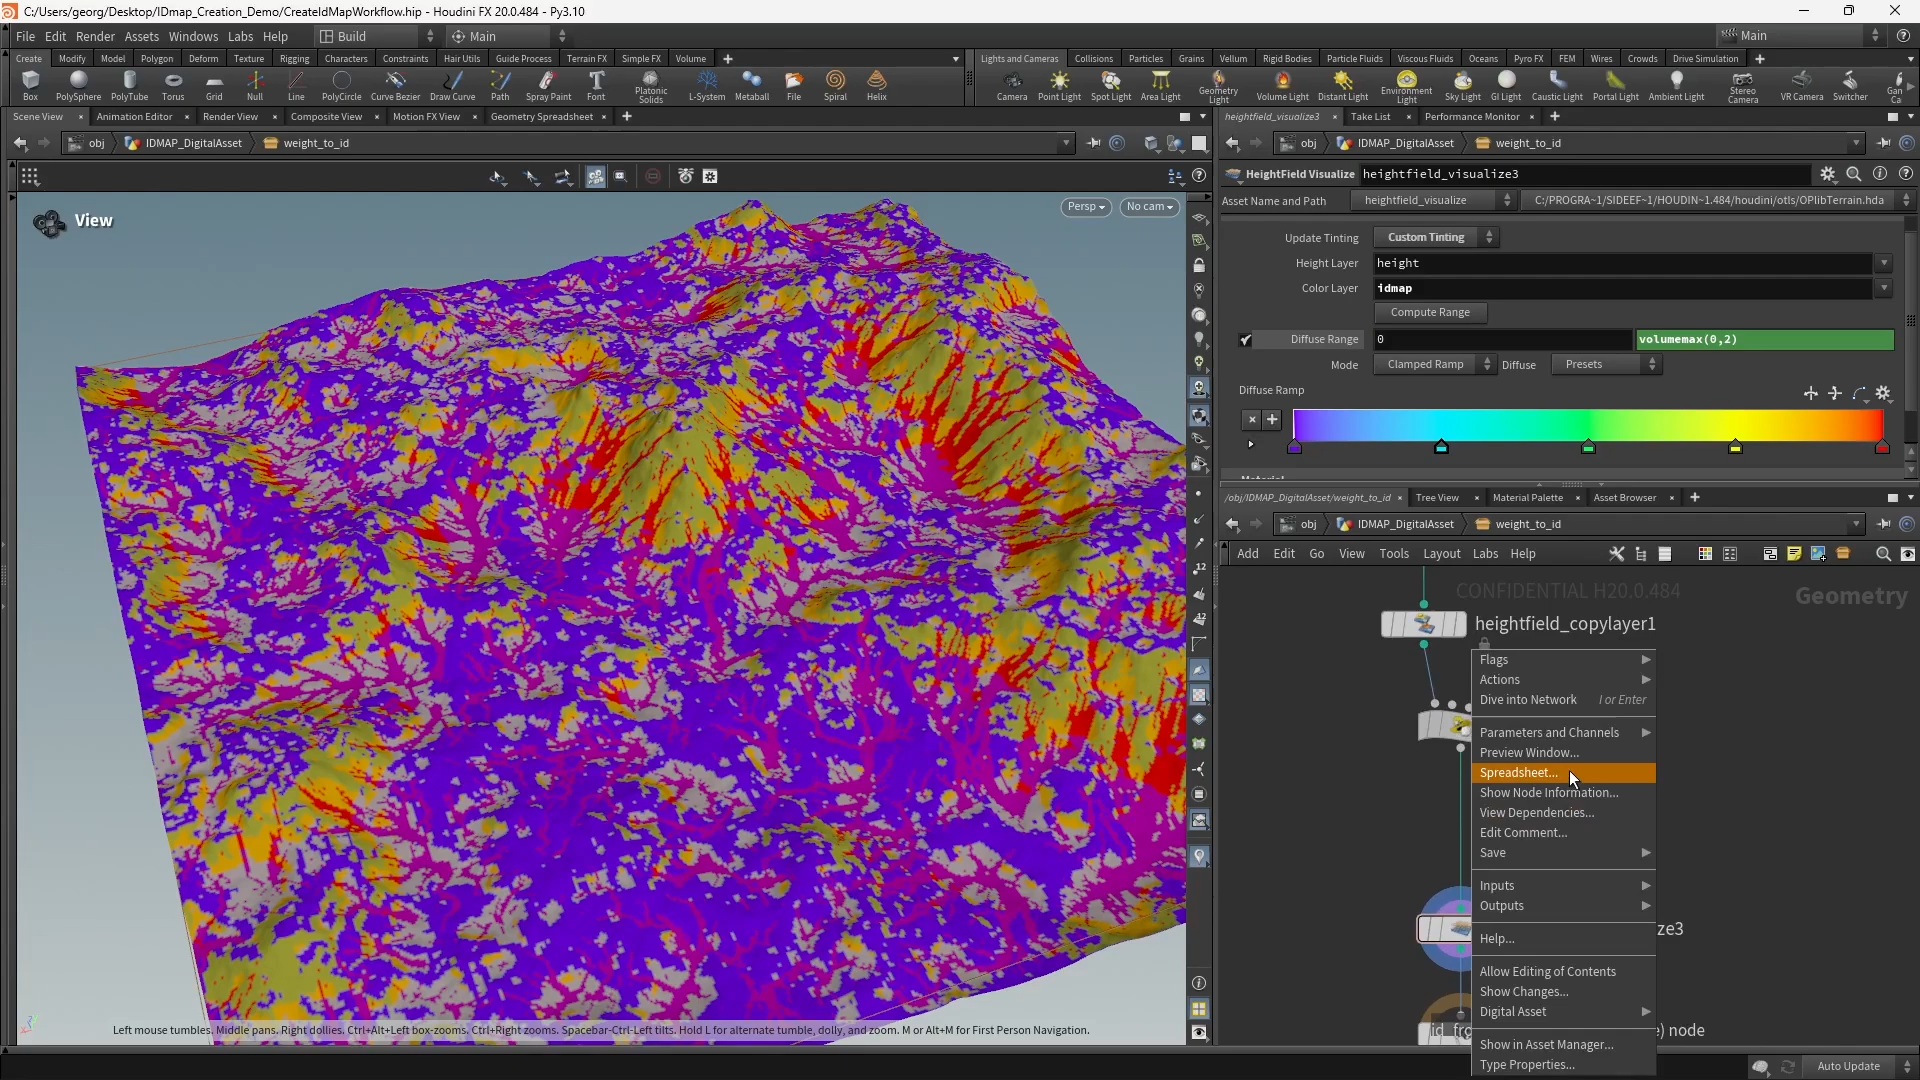 C:/Users/georg/Desktop/IDmap_Creation_Demo/CreateIdMapWorkflow.hip - Houdini FX 20.0.484 - Py3.10
File Edit Render Assets Windows Labs Help Build Main Main
Create Modify Model Polygon Deform Texture Rigging Characters Constraints Hair Utils Guide Process Terrain FX Simple FX Volume
Lights and Cameras Collisions Particles Grains Vellum Rigid Bodies Particle Fluids Viscous Fluids Oceans Pyro FX FEM Wires Crowds Drive Simulation
Box PolySphere PolyTube Torus Grid Null Line PolyCircle Curve Bezier Draw Curve Path Spray Paint Font Platonic Solids L-System Metaball File Spiral Helix
Camera Point Light Spot Light Area Light Geometry Light Volume Light Distant Light Environment Light Sky Light GI Light Caustic Light Portal Light Ambient Light Stereo Camera VR Camera Switcher Gan Ca
Scene View Animation Editor Render View Composite View Motion FX View Geometry Spreadsheet
heightfield_visualize3 Take List Performance Monitor
obj IDMAP_DigitalAsset weight_to_id
obj IDMAP_DigitalAsset weight_to_id
HeightField Visualize heightfield_visualize3
Asset Name and Path heightfield_visualize C:/PROGRA~1/SIDEEF~1/HOUDIN~1.484/houdini/otls/OPlibTerrain.hda
View
Persp No cam
Update Tinting Custom Tinting
Height Layer height
Color Layer idmap
Compute Range
Diffuse Range 0 volumemax(0,2)
Mode Clamped Ramp Diffuse Presets
Diffuse Ramp
/obj/IDMAP_DigitalAsset/weight_to_id Tree View Material Palette Asset Browser
obj IDMAP_DigitalAsset weight_to_id
Add Edit Go View Tools Layout Labs Help
CONFIDENTIAL H20.0.484
Geometry
heightfield_copylayer1
Flags
Actions
Dive into Network I or Enter
Parameters and Channels
Preview Window...
Spreadsheet...
Show Node Information...
View Dependencies...
Edit Comment...
Save
Inputs
Outputs
ze3
Help...
Allow Editing of Contents
Show Changes...
Digital Asset
) node
Show in Asset Manager...
Type Properties...
12
12
Left mouse tumbles. Middle pans. Right dollies. Ctrl+Alt+Left box-zooms. Ctrl+Right zooms. Spacebar-Ctrl-Left tilts. Hold L for alternate tumble, dolly, and zoom. M or Alt+M for First Person Navigation.
Auto Update